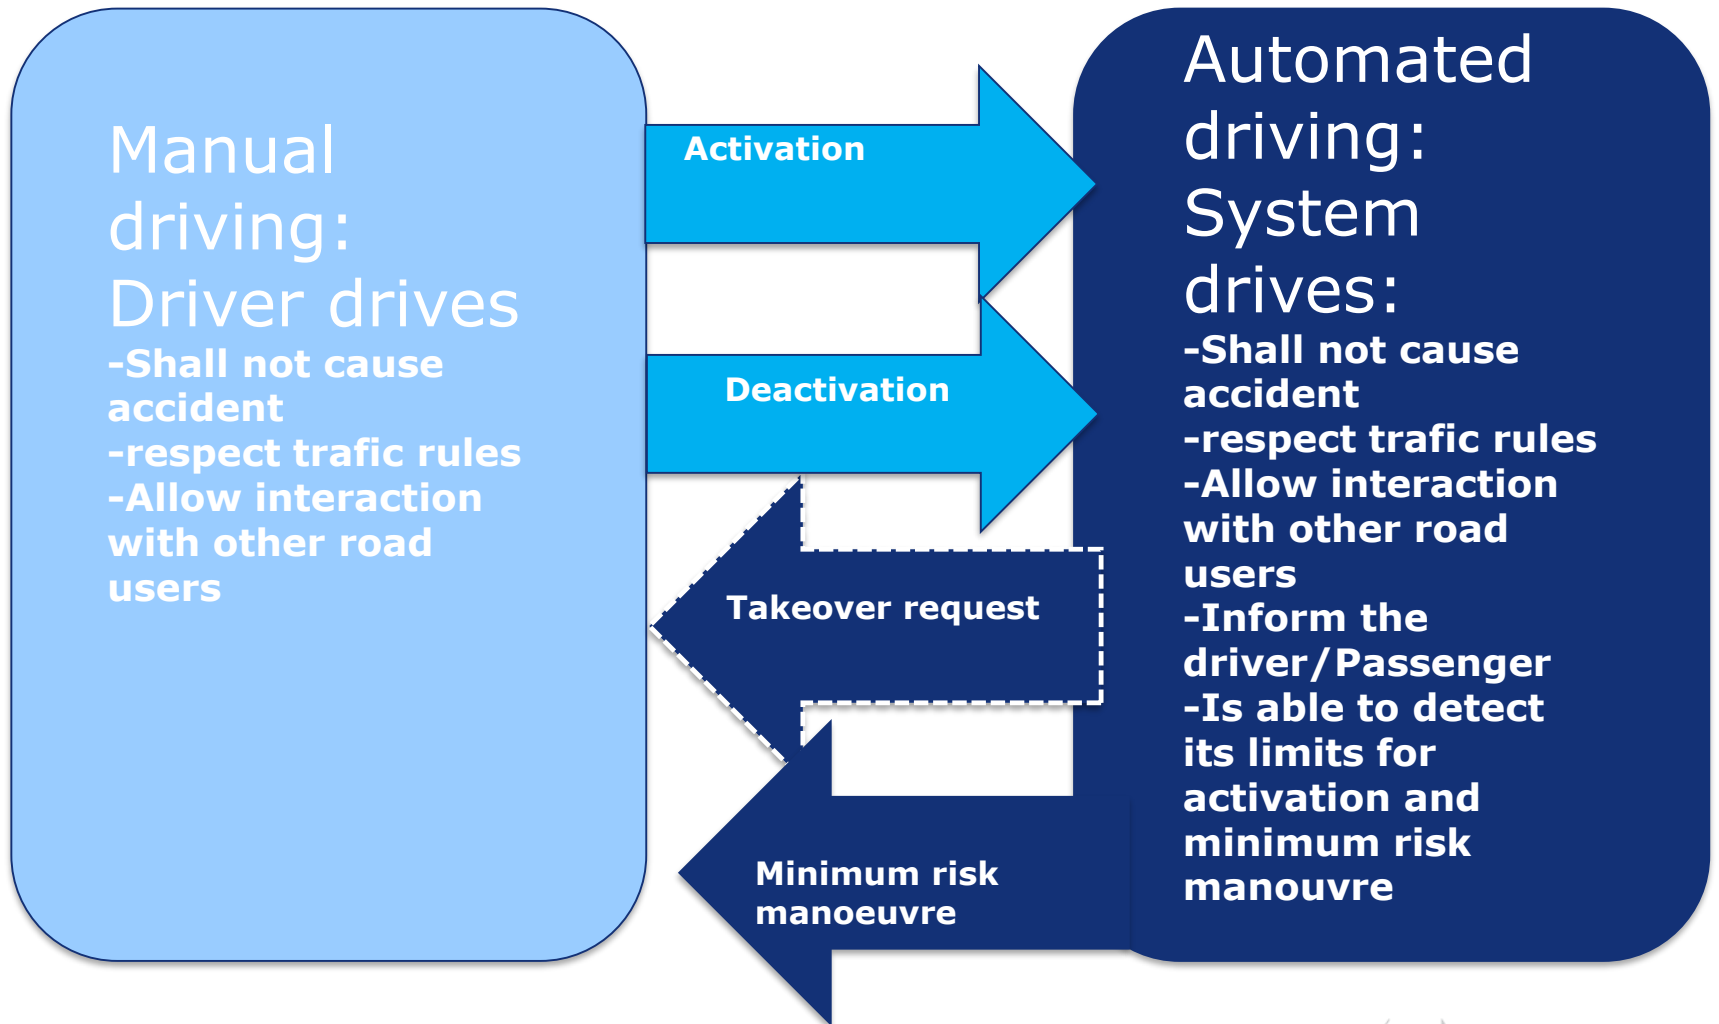 Manual
driving:
Driver drives
-Shall not cause
accident
-respect trafic rules
-Allow interaction
with other road
users
Activation
Deactivation
Takeover request
Minimum risk
manoeuvre
Automated
driving:
System
drives:
-Shall not cause
accident
-respect trafic rules
-Allow interaction
with other road
users
-Inform the
driver/Passenger
-Is able to detect
its limits for
activation and
minimum risk
manouvre